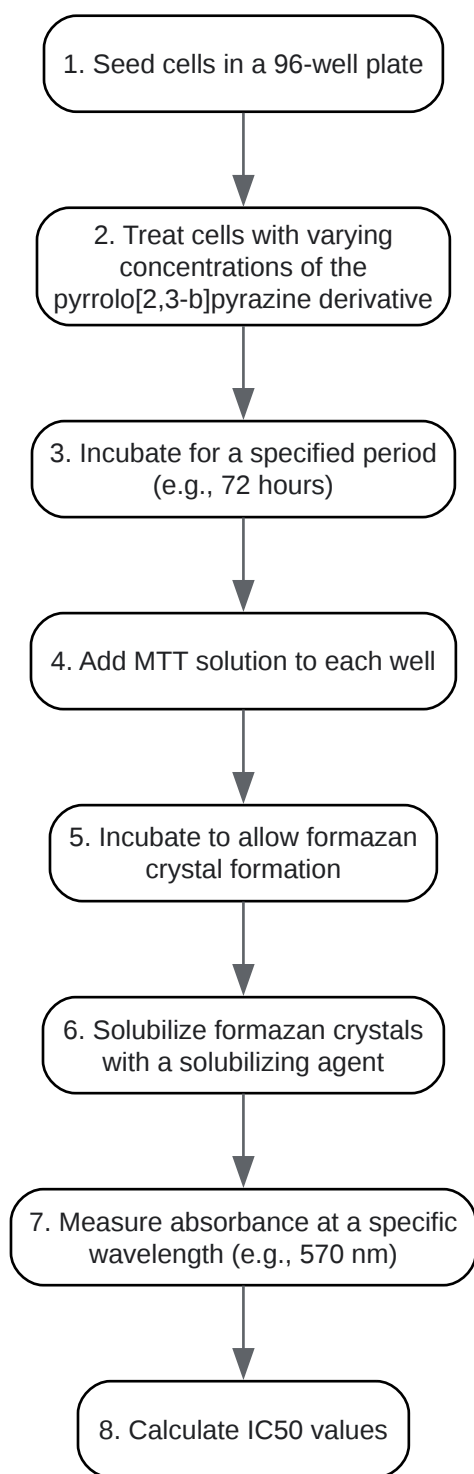 1. Seed cells in a 96-well plate
2. Treat cells with varying
concentrations of the
pyrrolo[2,3-b]pyrazine derivative
3. Incubate for a specified period
(e.g., 72 hours)
4. Add MTT solution to each well
5. Incubate to allow formazan
crystal formation
6. Solubilize formazan crystals
with a solubilizing agent
7. Measure absorbance at a specific
wavelength (e.g., 570 nm)
8. Calculate IC50 values